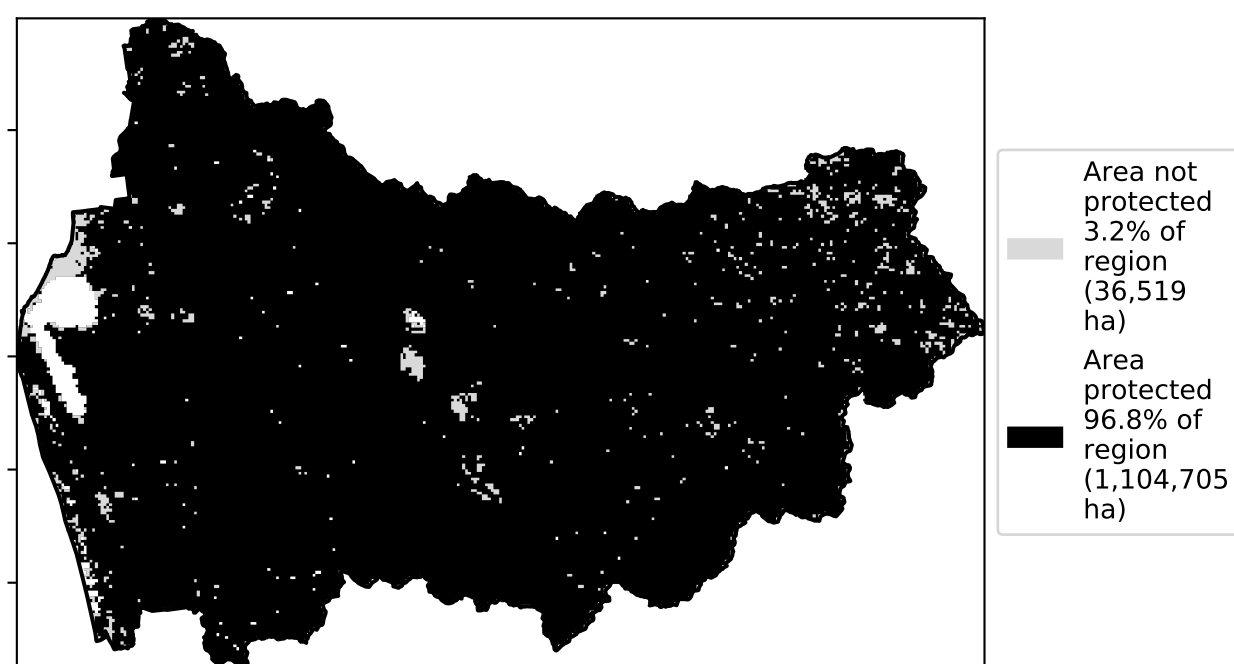 Area not
protected
3.2% of
region
(36,519
ha)
Area
protected
96.8% of
region
(1,104,705
ha)